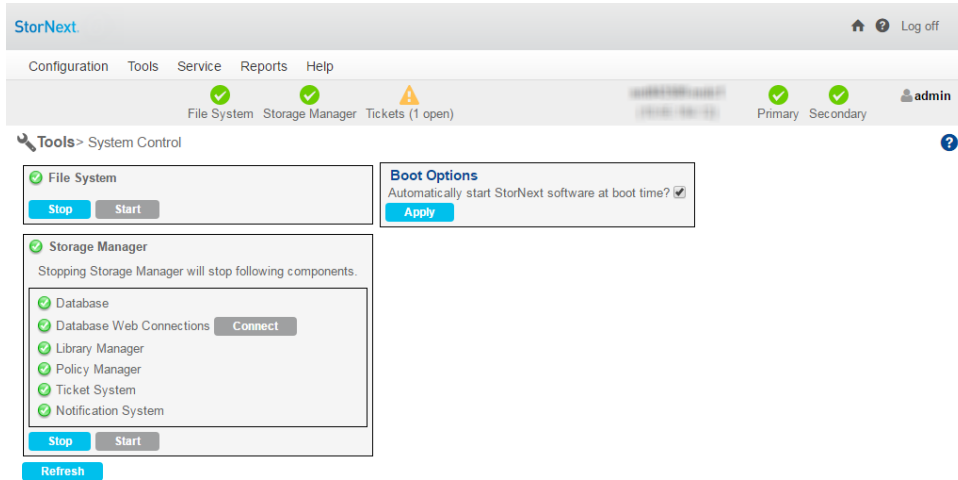 StorNext
Log off
Configuration Tools Service Reports Help
File System Storage Manager Tickets (1 open) Primary Secondary admin
Tools> System Control
File System
Stop Start
Boot Options
Automatically start StorNext software at boot time?
Apply
Storage Manager
Stopping Storage Manager will stop following components.
Database
Database Web Connections Connect
Library Manager
Policy Manager
Ticket System
Notification System
Stop Start
Refresh